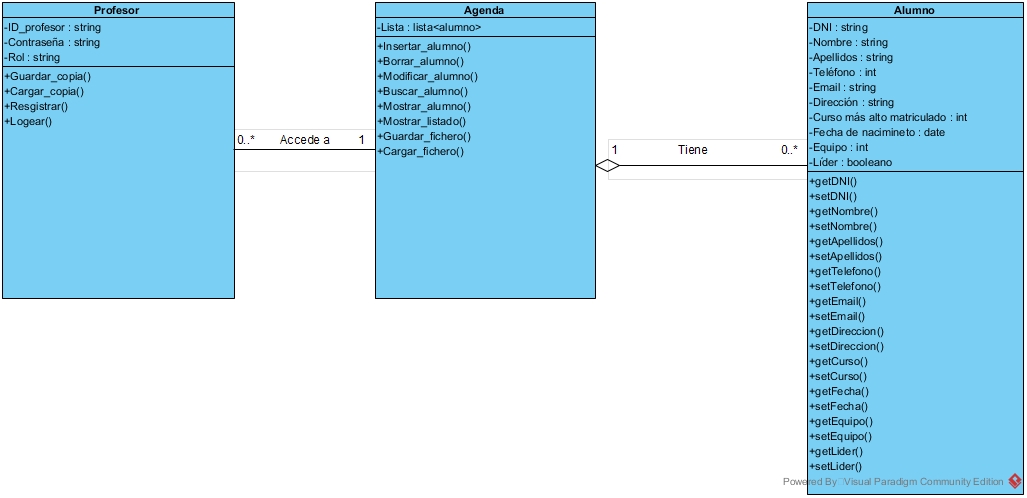 Profesor
-ID_profesor : string
-Contraseña : string
-Rol : string
+Guardar_copia()
+Cargar_copia()
+Resgistrar()
+Logear()
0..* Accede a 1
Agenda
-Lista : lista<alumno>
+Insertar_alumno()
+Borrar_alumno()
+Modificar_alumno()
+Buscar_alumno()
+Mostrar_alumno()
+Mostrar_listado()
+Guardar_fichero()
+Cargar_fichero()
1 Tiene 0..*
Alumno
-DNI : string
-Nombre : string
-Apellidos : string
-Teléfono : int
-Email : string
-Dirección : string
-Curso más alto matriculado : int
-Fecha de nacimineto : date
-Equipo : int
-Líder : booleano
+getDNI()
+setDNI()
+getNombre()
+setNombre()
+getApellidos()
+setApellidos()
+getTelefono()
+setTelefono()
+getEmail()
+setEmail()
+getDireccion()
+setDireccion()
+getCurso()
+setCurso()
+getFecha()
+setFecha()
+getEquipo()
+setEquipo()
+getLider()
+setLider()
Powered By Visual Paradigm Community Edition